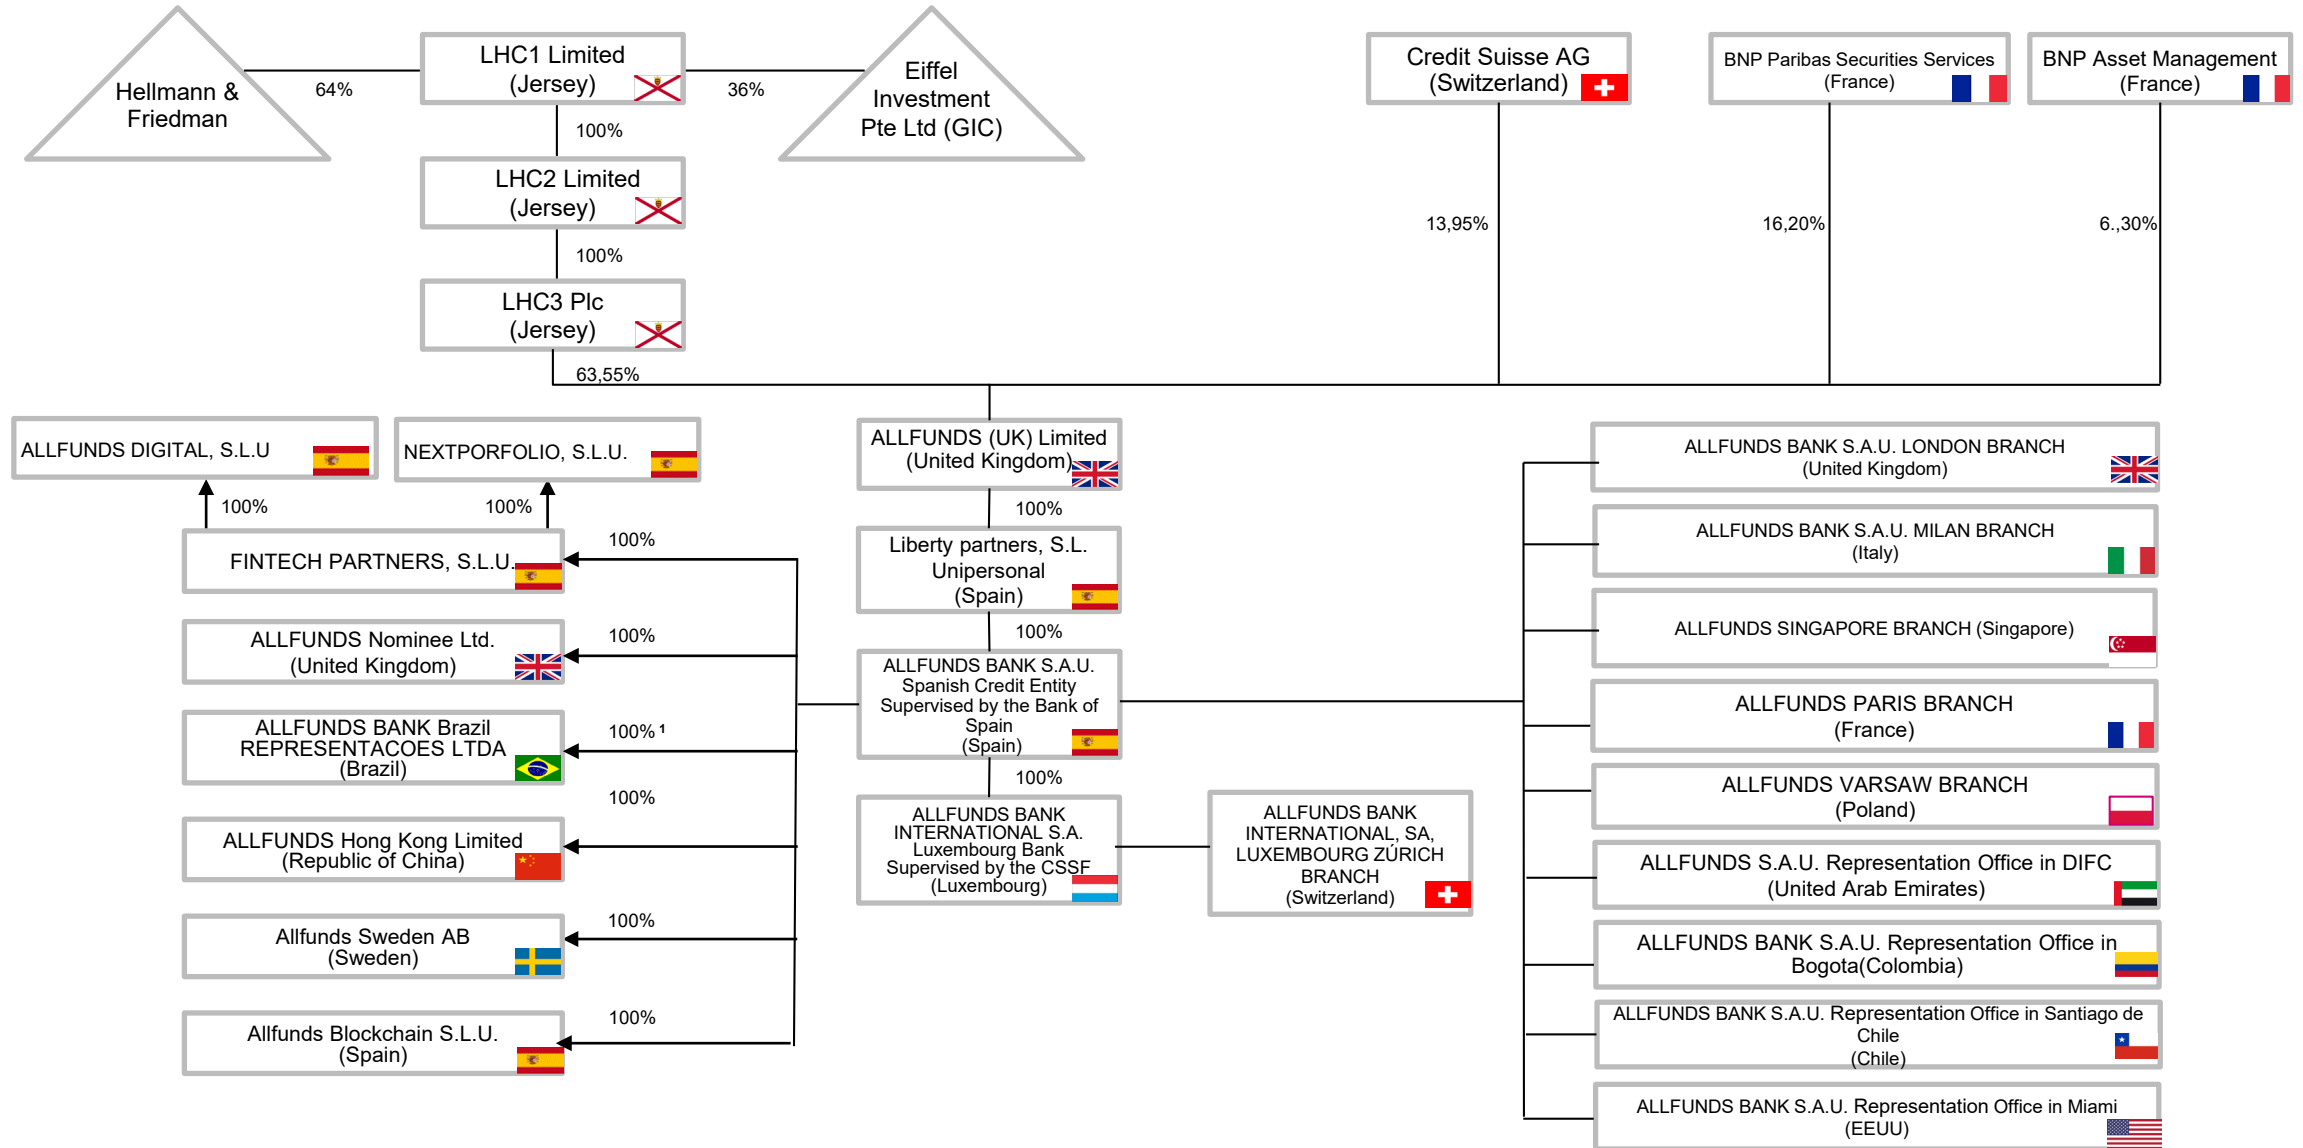 Hellmann &
Friedman
64%
LHC1 Limited
(Jersey)
36%
Eiffel
Investment
Pte Ltd (GIC)
100%
LHC2 Limited
(Jersey)
100%
LHC3 Plc
(Jersey)
63,55%
Credit Suisse AG
(Switzerland)
13,95%
BNP Paribas Securities Services
(France)
16,20%
BNP Asset Management
(France)
6.,30%
ALLFUNDS DIGITAL, S.L.U
NEXTPORFOLIO, S.L.U.
100%
100%
FINTECH PARTNERS, S.L.U.
100%
ALLFUNDS Nominee Ltd.
(United Kingdom)
100%
ALLFUNDS BANK Brazil
REPRESENTACOES LTDA
(Brazil)
100% ¹
100%
ALLFUNDS Hong Kong Limited
(Republic of China)
100%
Allfunds Sweden AB
(Sweden)
100%
Allfunds Blockchain S.L.U.
(Spain)
ALLFUNDS (UK) Limited
(United Kingdom)
100%
Liberty partners, S.L.
Unipersonal
(Spain)
100%
ALLFUNDS BANK S.A.U.
Spanish Credit Entity
Supervised by the Bank of
Spain
(Spain)
100%
ALLFUNDS BANK
INTERNATIONAL S.A.
Luxembourg Bank
Supervised by the CSSF
(Luxembourg)
ALLFUNDS BANK
INTERNATIONAL, SA,
LUXEMBOURG ZÚRICH
BRANCH
(Switzerland)
ALLFUNDS BANK S.A.U. LONDON BRANCH
(United Kingdom)
ALLFUNDS BANK S.A.U. MILAN BRANCH
(Italy)
ALLFUNDS SINGAPORE BRANCH (Singapore)
ALLFUNDS PARIS BRANCH
(France)
ALLFUNDS VARSAW BRANCH
(Poland)
ALLFUNDS S.A.U. Representation Office in DIFC
(United Arab Emirates)
ALLFUNDS BANK S.A.U. Representation Office in
Bogota(Colombia)
ALLFUNDS BANK S.A.U. Representation Office in Santiago de
Chile
(Chile)
ALLFUNDS BANK S.A.U. Representation Office in Miami
(EEUU)